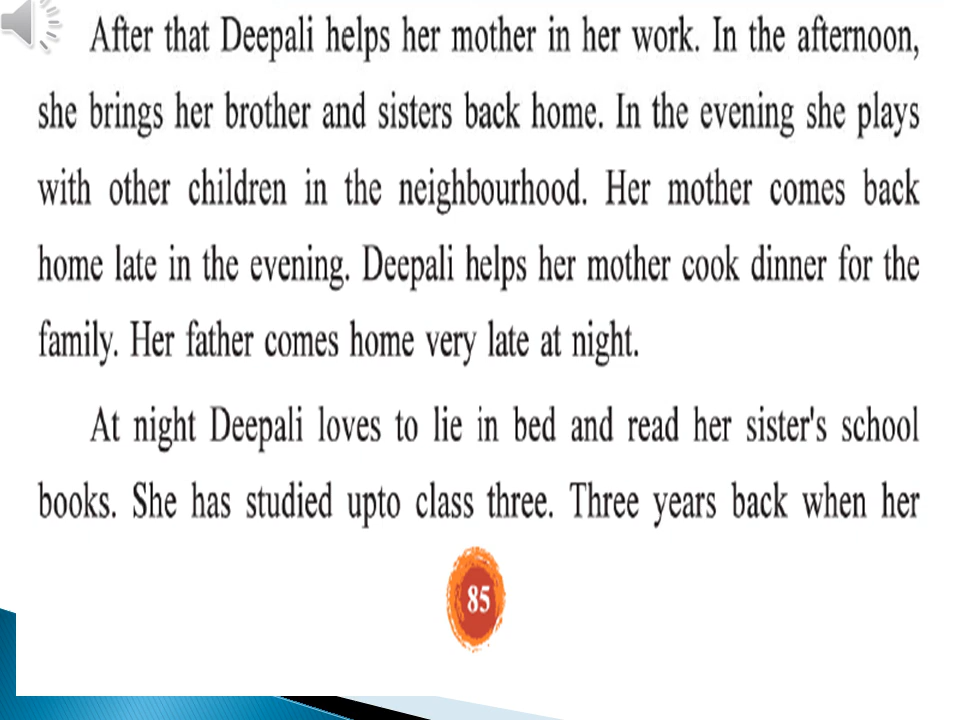 After that Deepali helps her mother in her work. In the afternoon,
she brings her brother and sisters back home. In the evening she plays
with other children in the neighbourhood. Her mother comes back
home late in the evening. Deepali helps her mother cook dinner for the
family. Her father comes home very late at night.
At night Deepali loves to lie in bed and read her sister's school
books. She has studied upto class three. Three years back when her
85